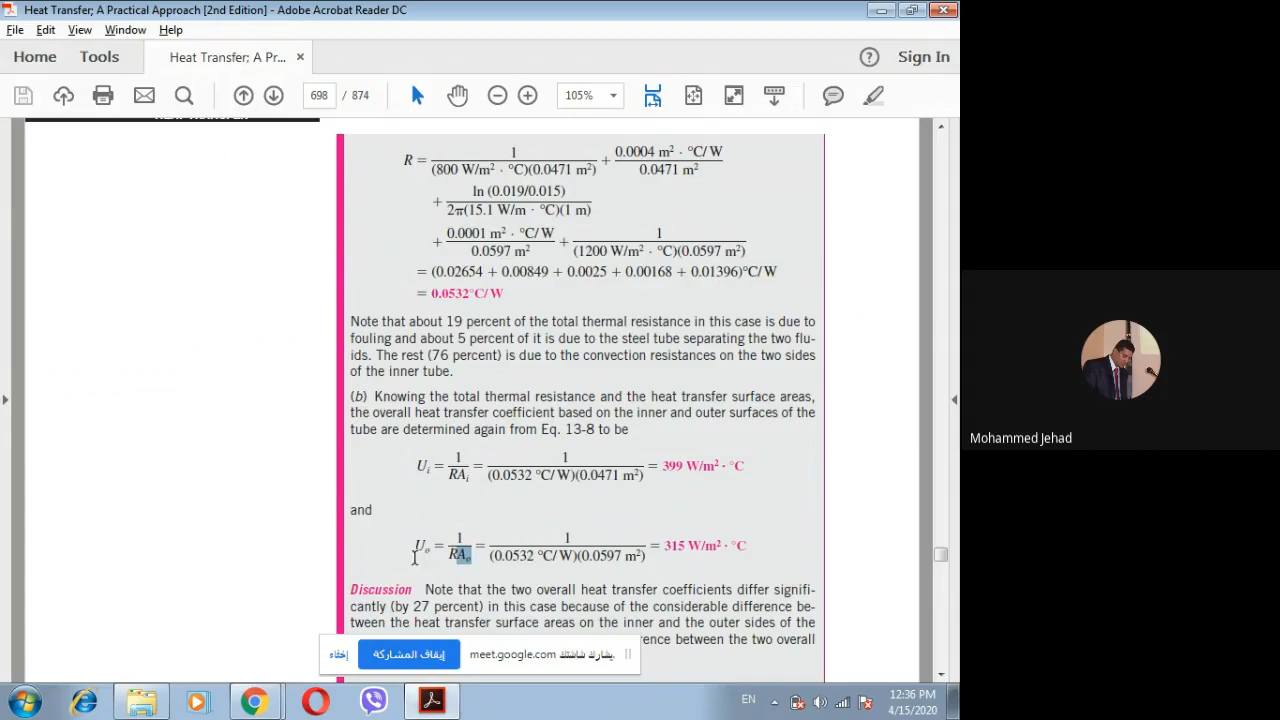 Heat Transfer; A Practical Approach [2nd Edition] - Adobe Acrobat Reader DC
File Edit View Window Help
Home Tools Heat Transfer; A Pr... × Sign In
698 / 874 105%
R = 1 / (800 W/m² · °C)(0.0471 m²) + 0.0004 m² · °C/W / 0.0471 m²
+ ln (0.019/0.015) / 2π(15.1 W/m · °C)(1 m)
+ 0.0001 m² · °C/W / 0.0597 m² + 1 / (1200 W/m² · °C)(0.0597 m²)
= (0.02654 + 0.00849 + 0.0025 + 0.00168 + 0.01396)°C/W
= 0.0532°C/W
Note that about 19 percent of the total thermal resistance in this case is due to
fouling and about 5 percent of it is due to the steel tube separating the two flu-
ids. The rest (76 percent) is due to the convection resistances on the two sides
of the inner tube.
(b) Knowing the total thermal resistance and the heat transfer surface areas,
the overall heat transfer coefficient based on the inner and outer surfaces of the
tube are determined again from Eq. 13-8 to be
Uᵢ = 1 / RAᵢ = 1 / (0.0532 °C/W)(0.0471 m²) = 399 W/m² · °C
and
Uₒ = 1 / RAₒ = 1 / (0.0532 °C/W)(0.0597 m²) = 315 W/m² · °C
Discussion Note that the two overall heat transfer coefficients differ signifi-
cantly (by 27 percent) in this case because of the considerable difference be-
tween the heat transfer surface areas on the inner and the outer sides of the
rence between the two overall
إخفاء إيقاف المشاركة meet.google.com يشارك شاشتك.
Mohammed Jehad
EN 12:36 PM
4/15/2020